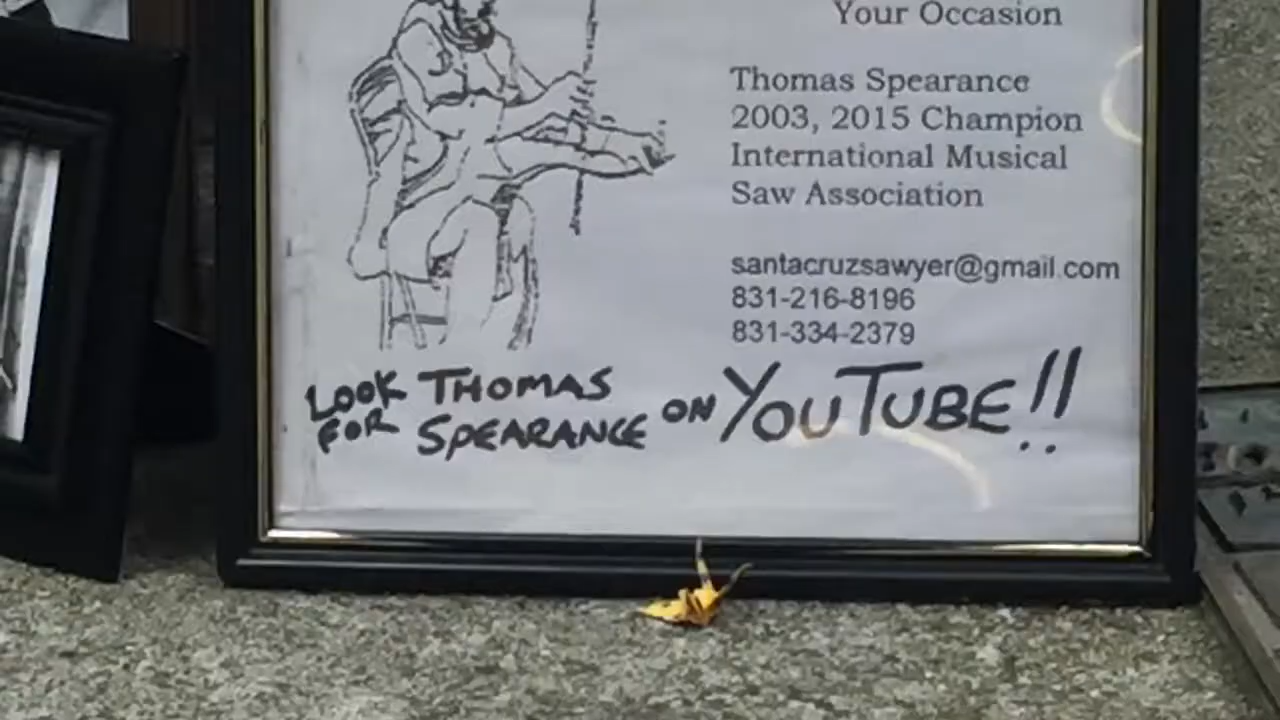 Your Occasion
Thomas Spearance
2003, 2015 Champion
International Musical
Saw Association
santacruzsawyer@gmail.com
831-216-8196
831-334-2379
LOOK THOMAS
FOR SPEARANCE ON YOUTUBE!!